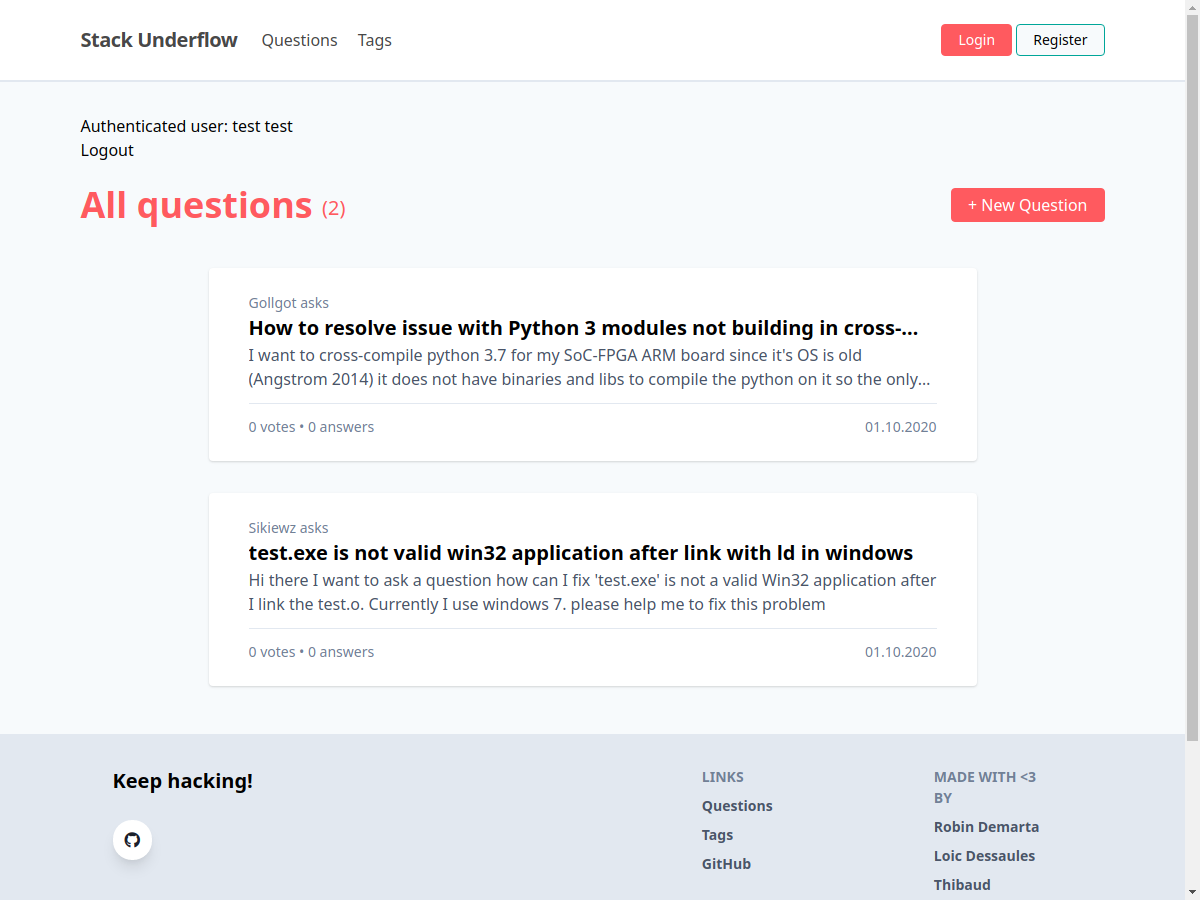 Stack Underflow Questions Tags Login Register
Authenticated user: test test
Logout
All questions (2) + New Question
Gollgot asks
How to resolve issue with Python 3 modules not building in cross-...
I want to cross-compile python 3.7 for my SoC-FPGA ARM board since it's OS is old
(Angstrom 2014) it does not have binaries and libs to compile the python on it so the only...
0 votes • 0 answers 01.10.2020
Sikiewz asks
test.exe is not valid win32 application after link with ld in windows
Hi there I want to ask a question how can I fix 'test.exe' is not a valid Win32 application after
I link the test.o. Currently I use windows 7. please help me to fix this problem
0 votes • 0 answers 01.10.2020
Keep hacking!
LINKS
Questions
Tags
GitHub
MADE WITH <3
BY
Robin Demarta
Loic Dessaules
Thibaud